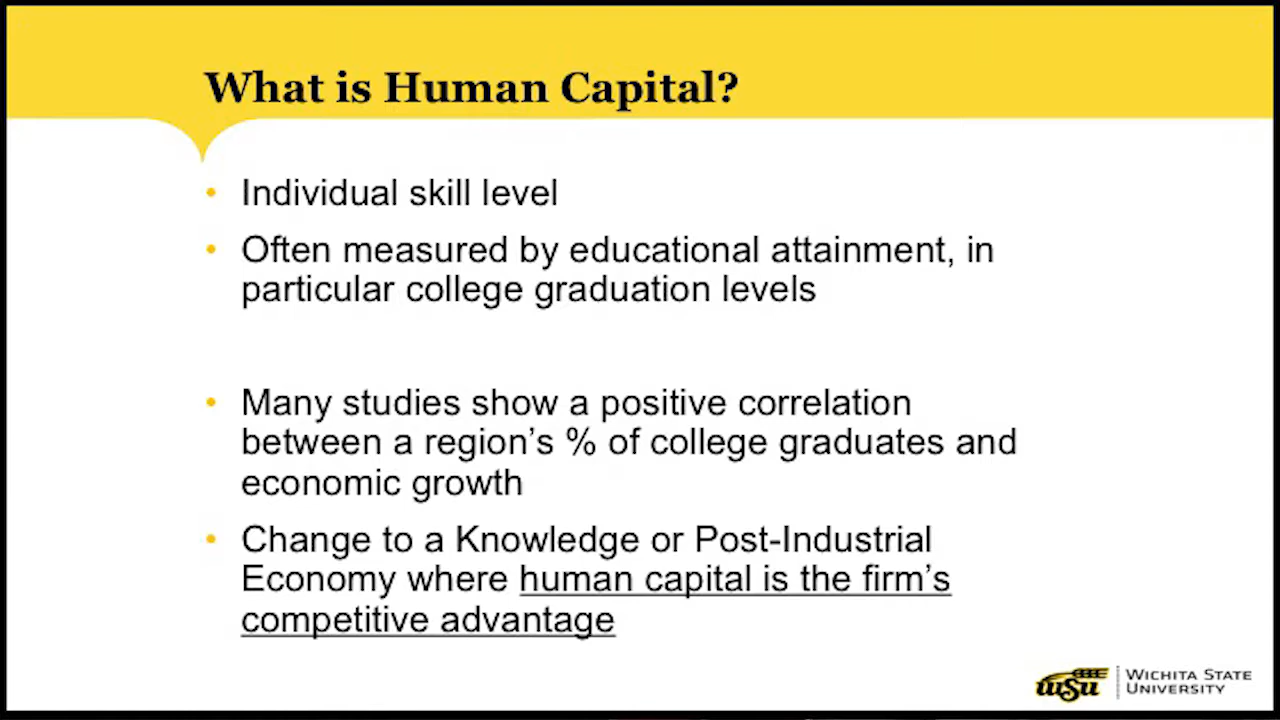 What is Human Capital?
• Individual skill level
• Often measured by educational attainment, in
particular college graduation levels
• Many studies show a positive correlation
between a region’s % of college graduates and
economic growth
• Change to a Knowledge or Post-Industrial
Economy where human capital is the firm’s
competitive advantage
WSU
WICHITA STATE
UNIVERSITY